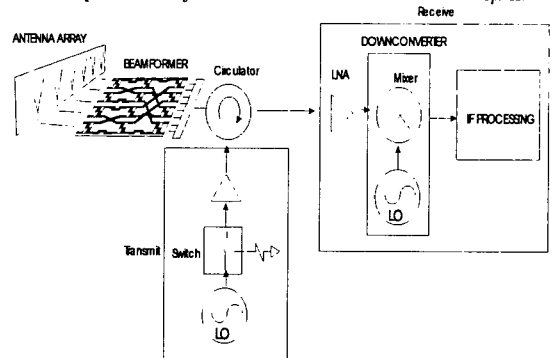 Receive
ANTENNA ARRAY
BEAMFORMER
Circulator
DOWNCONVERTER
LNA
Mixer
IF PROCESSING
LO
Transmit
Switch
LO